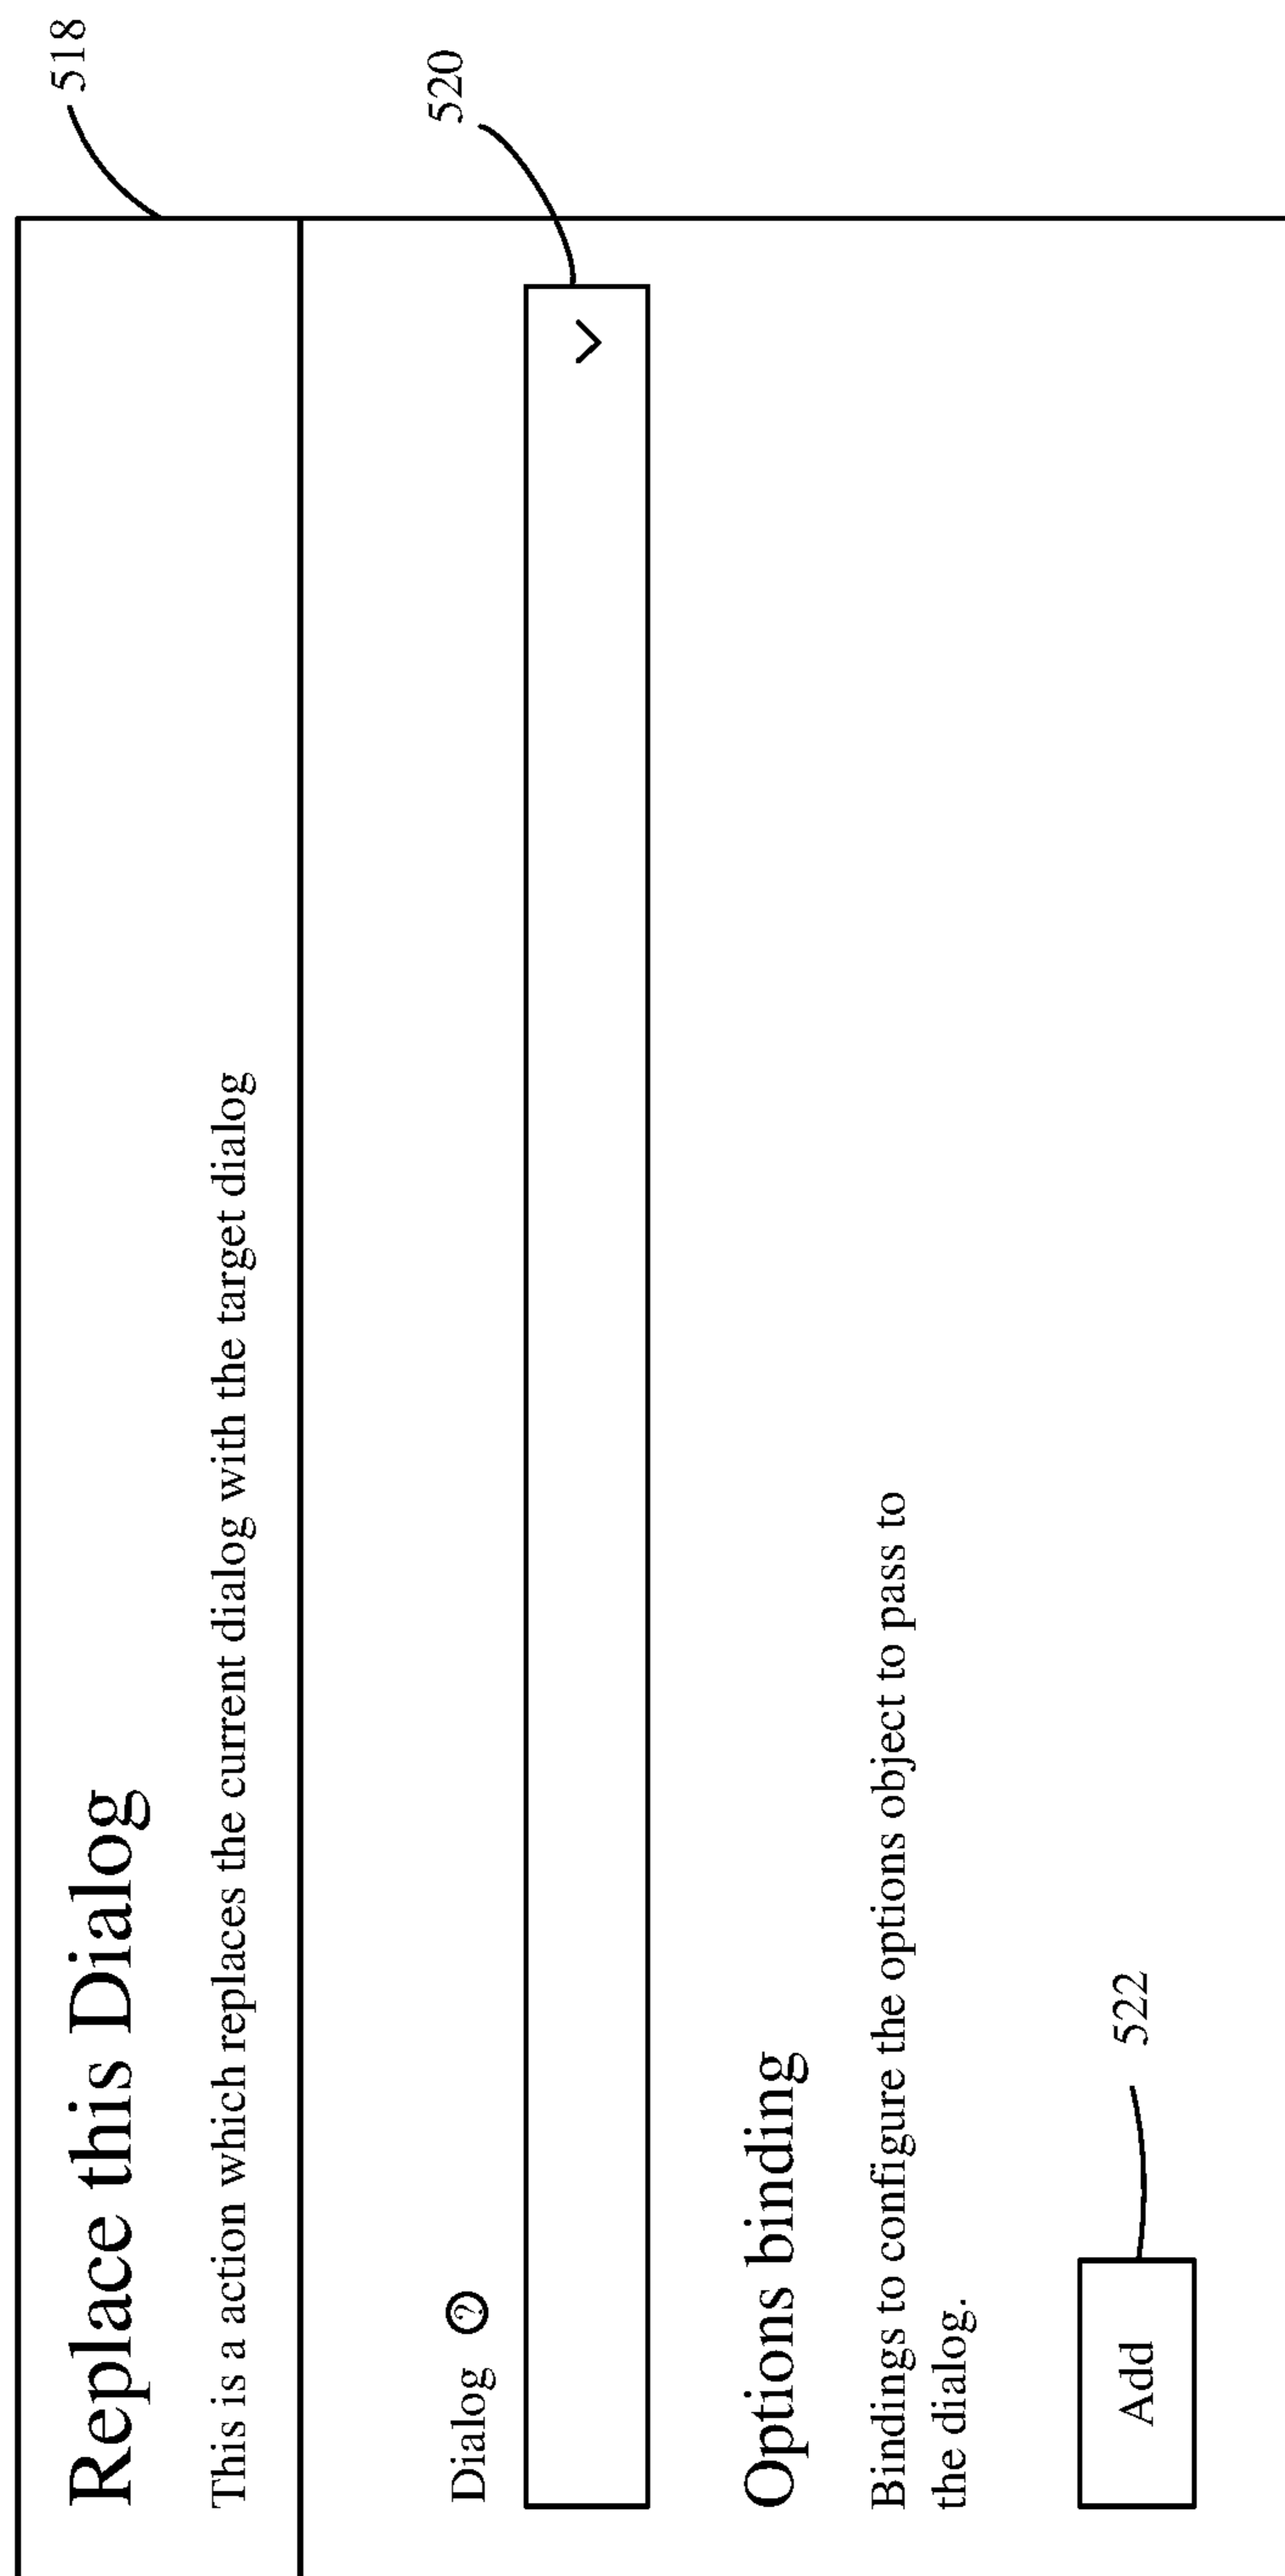 518
Replace this Dialog
This is a action which replaces the current dialog with the target dialog
520
Dialog ?
Options binding
Bindings to configure the options object to pass to
the dialog.
522
Add